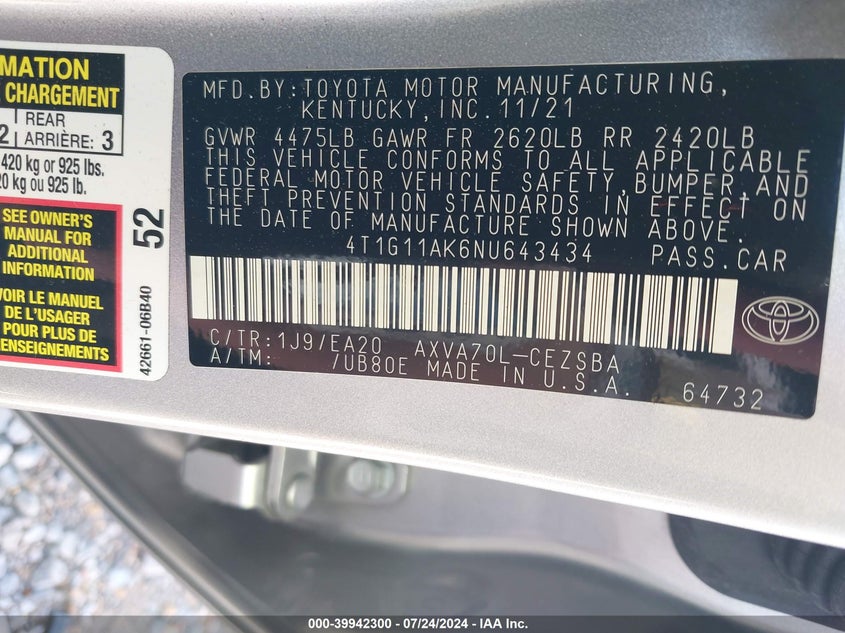 MATION
CHARGEMENT
REAR
2 ARRIÈRE: 3
420 kg or 925 lbs.
20 kg ou 925 lb.
SEE OWNER'S
MANUAL FOR
ADDITIONAL
INFORMATION
VOIR LE MANUEL
DE L'USAGER
POUR PLUS DE
RENSEIGNEMENTS
52
42661-06B40
MFD.BY:TOYOTA MOTOR MANUFACTURING,
KENTUCKY,INC.11/21
GVWR 4475LB GAWR FR 2620LB RR 2420LB
THIS VEHICLE CONFORMS TO ALL APPLICABLE
FEDERAL MOTOR VEHICLE SAFETY,BUMPER,AND
THEFT PREVENTION STANDARDS IN EFFECT ON
THE DATE OF MANUFACTURE SHOWN ABOVE.
4T1G11AK6NU643434 PASS.CAR
C/TR:1J9/EA20 AXVA70L-CEZSBA
A/TM: 7UB80E MADE IN U.S.A. 64732
000-39942300 - 07/24/2024 - IAA Inc.